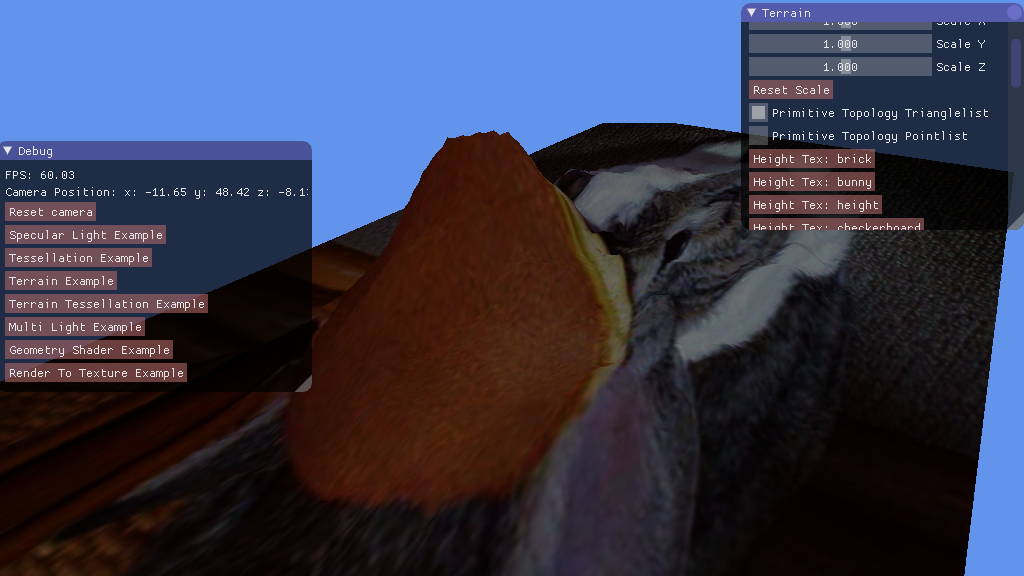 Terrain
1.000 Scale X
1.000 Scale Y
1.000 Scale Z
Reset Scale
Primitive Topology Trianglelist
Primitive Topology Pointlist
Height Tex: brick
Height Tex: bunny
Height Tex: height
Height Tex: checkerboard
Debug
FPS: 60.03
Camera Position: x: -11.65 y: 48.42 z: -8.1
Reset camera
Specular Light Example
Tessellation Example
Terrain Example
Terrain Tessellation Example
Multi Light Example
Geometry Shader Example
Render To Texture Example